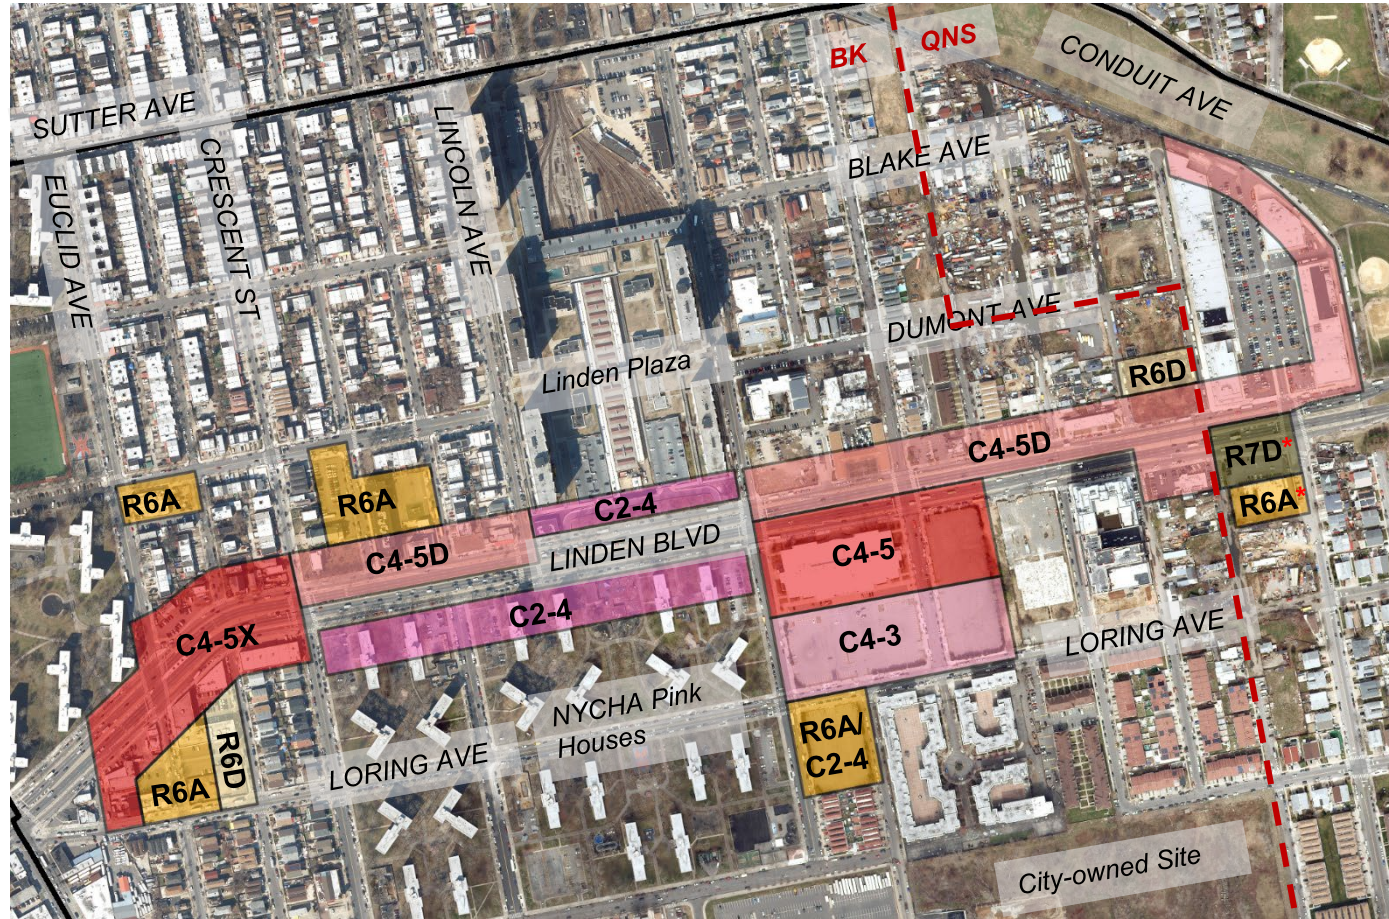 BK
QNS
CONDUIT AVE
SUTTER AVE
LINCOLN AVE
CRESCENT ST
EUCLID AVE
BLAKE AVE
DUMONT AVE
Linden Plaza
R6D
C4-5D
R7D*
R6A
R6A
R6A*
C2-4
LINDEN BLVD
C4-5D
C4-5
C2-4
C4-5X
C4-3
LORING AVE
NYCHA Pink
Houses
R6D
R6A/
C2-4
LORING AVE
R6A
City-owned Site